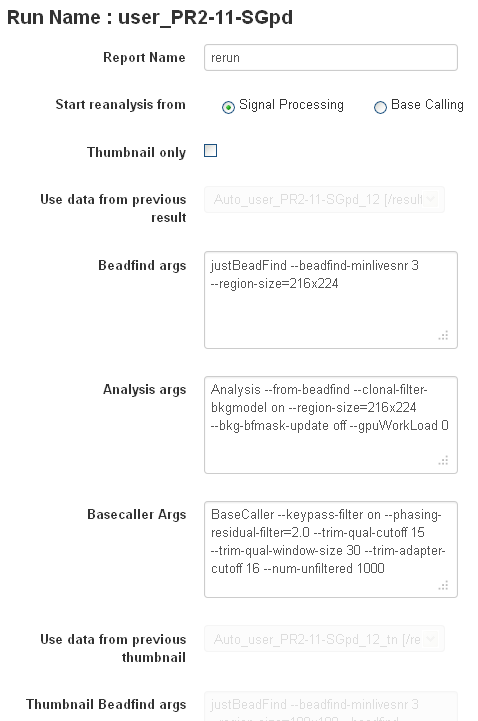 Run Name : user_PR2-11-SGpd
Report Name
rerun
Start reanalysis from
Signal Processing
Base Calling
Thumbnail only
Use data from previous
result
Auto_user_PR2-11-SGpd_12 [/result
Beadfind args
justBeadFind --beadfind-minlivesnr 3
--region-size=216x224
Analysis args
Analysis --from-beadfind --clonal-filter-
bkgmodel on --region-size=216x224
--bkg-bfmask-update off --gpuWorkLoad 0
Basecaller Args
BaseCaller --keypass-filter on --phasing-
residual-filter=2.0 --trim-qual-cutoff 15
--trim-qual-window-size 30 --trim-adapter-
cutoff 16 --num-unfiltered 1000
Use data from previous
thumbnail
Auto_user_PR2-11-SGpd_12_tn [/re
Thumbnail Beadfind args
justBeadFind --beadfind-minlivesnr 3